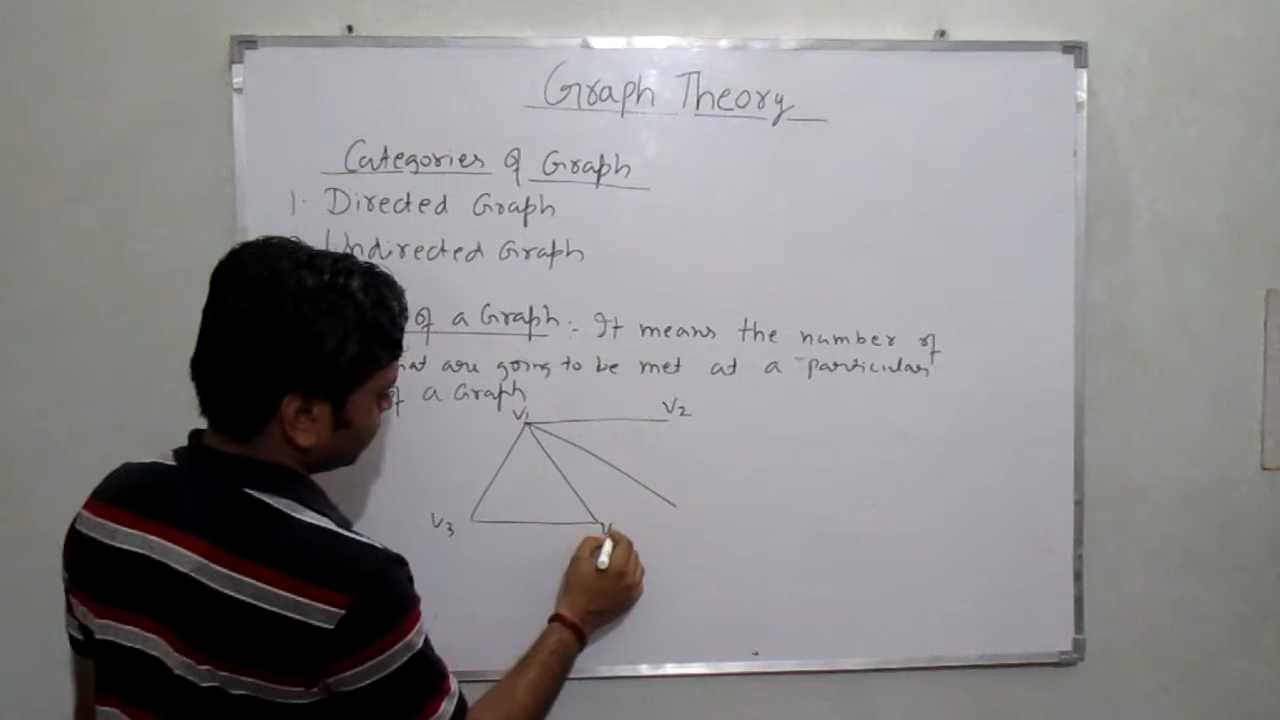 Graph Theory
Categories of Graph
1. Directed Graph
Undirected Graph
of a Graph :- It means the number of
are going to be met at a particular
of a Graph
V1 V2
V3